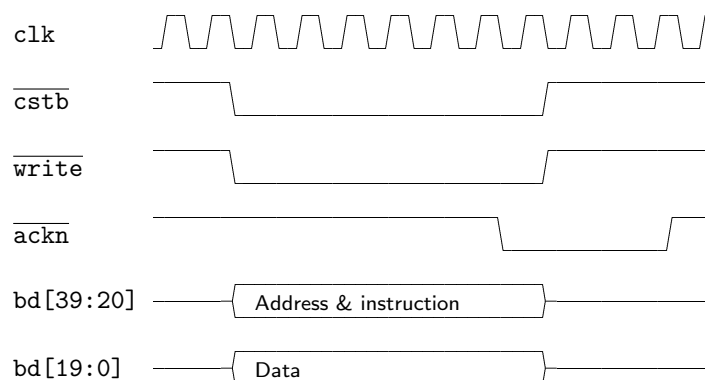 clk
cstb
write
ackn
bd[39:20] Address & instruction
bd[19:0] Data